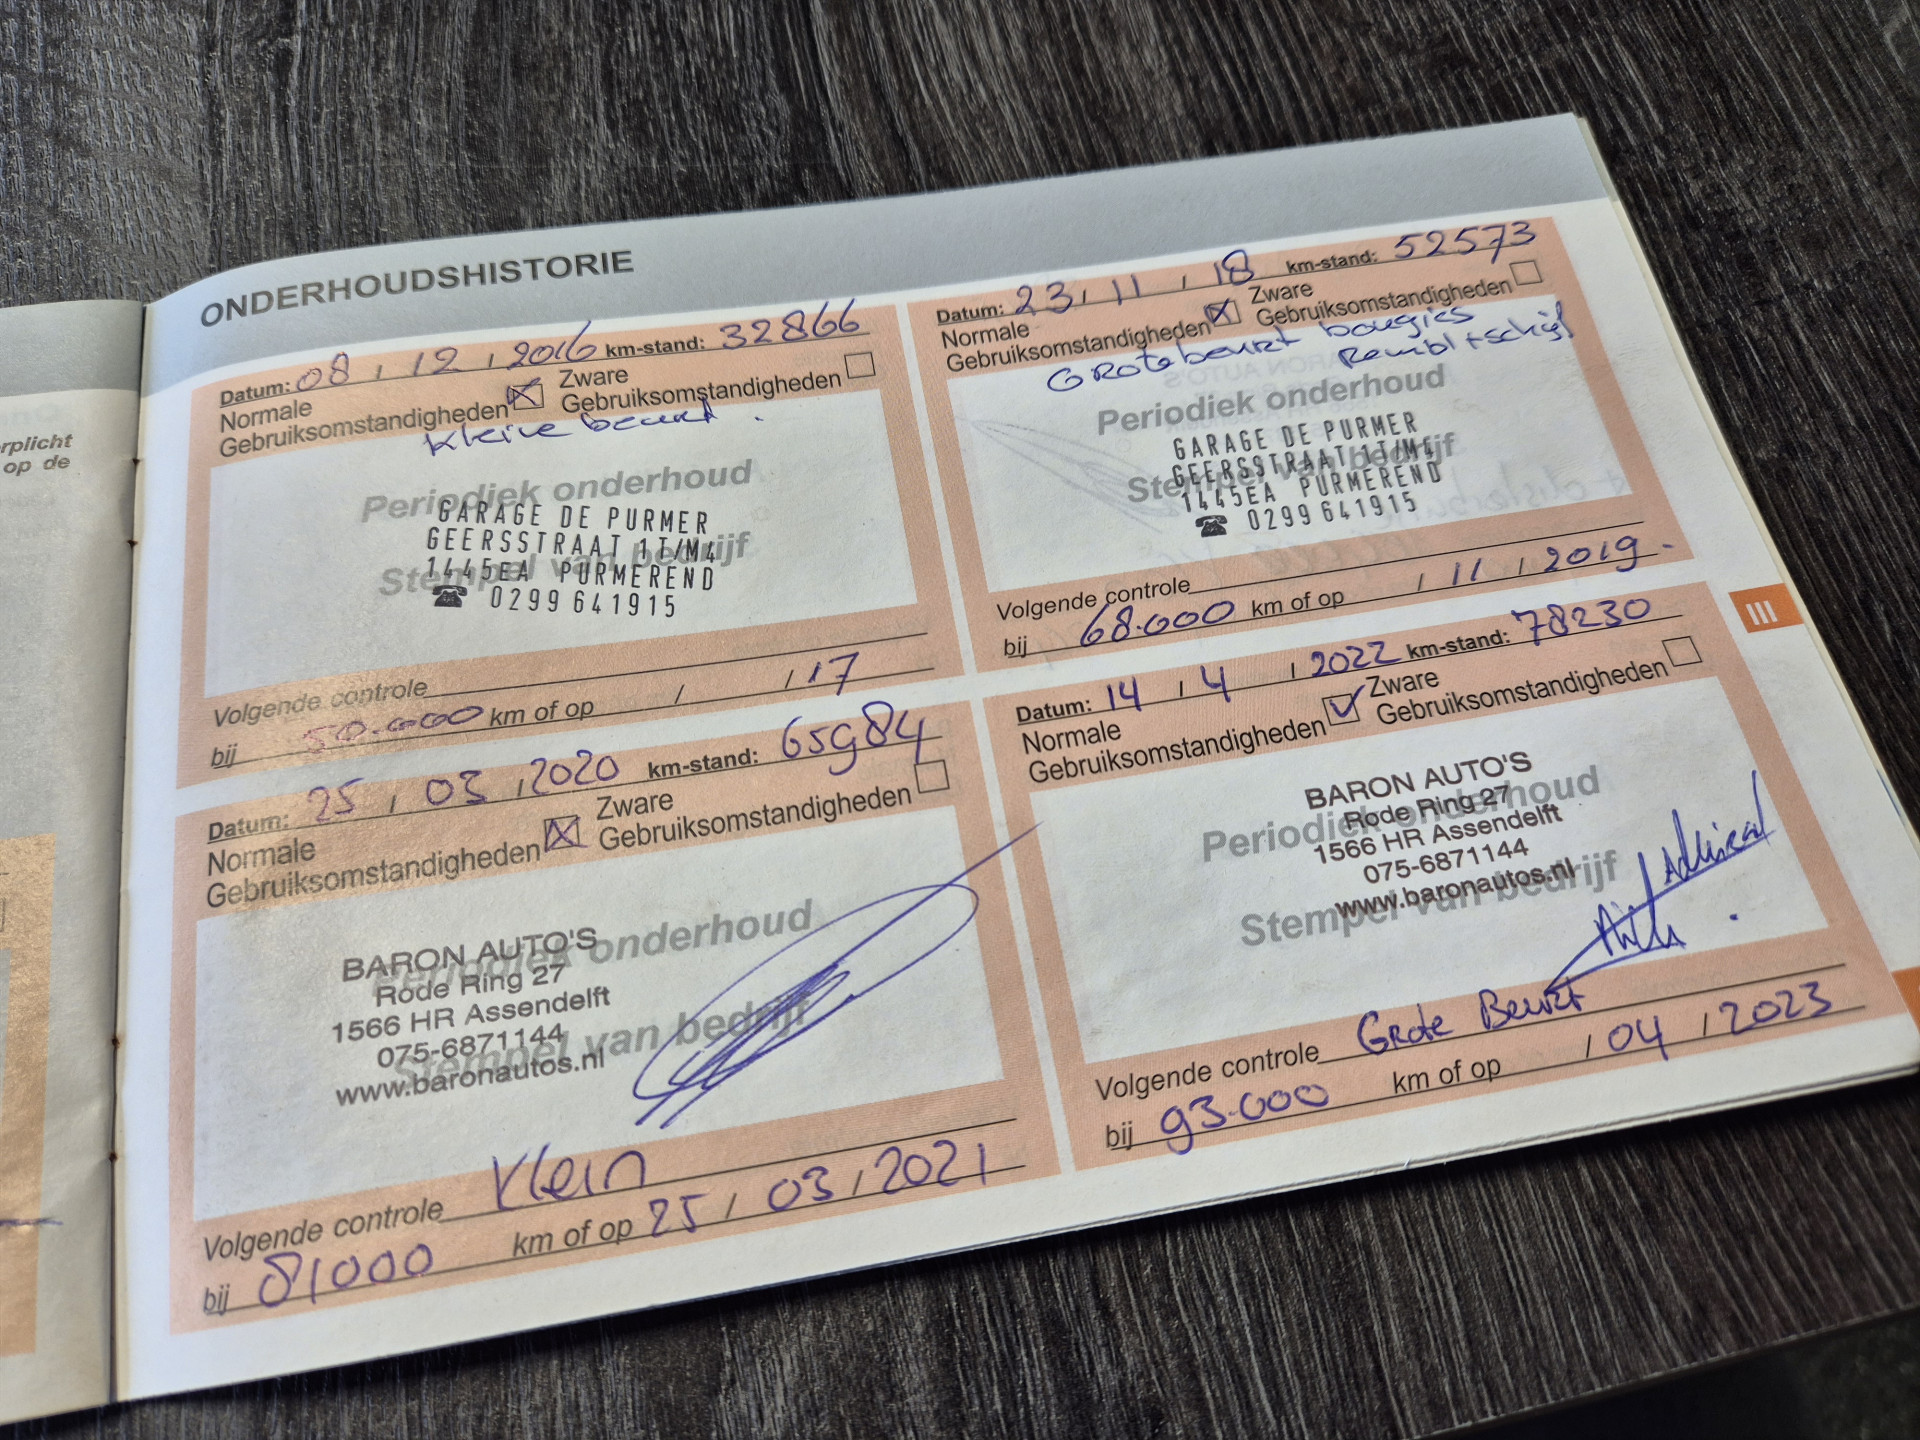 rplicht
op de
ONDERHOUDSHISTORIE
Datum: 08 / 12 / 2016 km-stand: 32866
Normale Gebruiksomstandigheden Zware Gebruiksomstandigheden
Kleine beurt.
Periodiek onderhoud
GARAGE DE PURMER
GEERSSTRAAT 1T/M4
Stempel van bedrijf
1445EA PURMEREND
☎ 0299 641915
Volgende controle
bij 50.000 km of op / / 17
Datum: 23 / 11 / 18 km-stand: 52573
Normale Gebruiksomstandigheden Zware Gebruiksomstandigheden
Grote beurt bougies
Rembl+schijf
Periodiek onderhoud
GARAGE DE PURMER
GEERSSTRAAT 1T/M4
Stempel van bedrijf
1445EA PURMEREND
☎ 0299 641915
Volgende controle
bij 68.000 km of op / 11 / 2019.
Datum: 25 / 03 / 2020 km-stand: 65984
Normale Gebruiksomstandigheden Zware Gebruiksomstandigheden
Periodiek onderhoud
BARON AUTO'S
Rode Ring 27
1566 HR Assendelft
075-6871144
Stempel van bedrijf
www.baronautos.nl
Volgende controle Klein
bij 81000 km of op 25 / 03 / 2021
Datum: 14 / 4 / 2022 km-stand: 78230
Normale Gebruiksomstandigheden Zware Gebruiksomstandigheden
BARON AUTO'S
Periodiek onderhoud
Rode Ring 27
1566 HR Assendelft
075-6871144
www.baronautos.nl
Stempel van bedrijf
Volgende controle Grote Beurt
bij 93.000 km of op / 04 / 2023
III